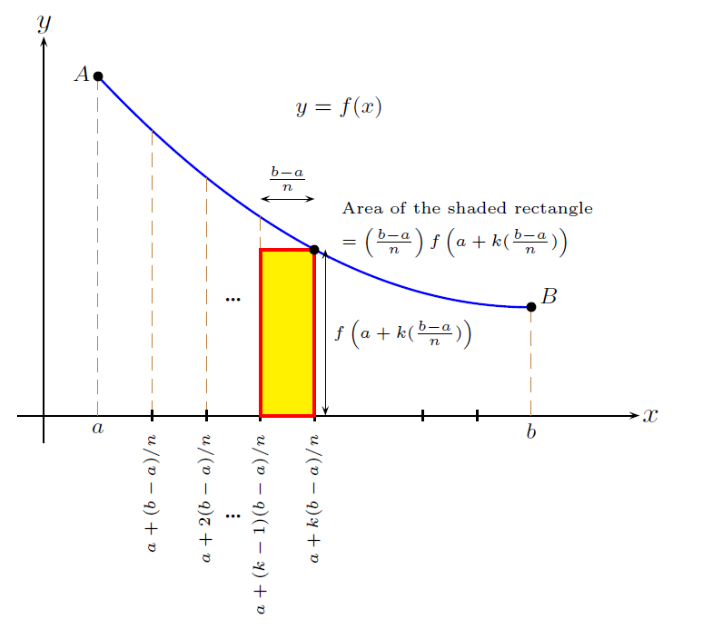 y
A
y = f(x)
b−a/n
Area of the shaded rectangle
= (b−a/n) f (a + k(b−a/n))
B
...
f (a + k(b−a/n))
x
a
b
a + (b − a)/n
a + 2(b − a)/n
...
a + (k − 1)(b − a)/n
a + k(b − a)/n